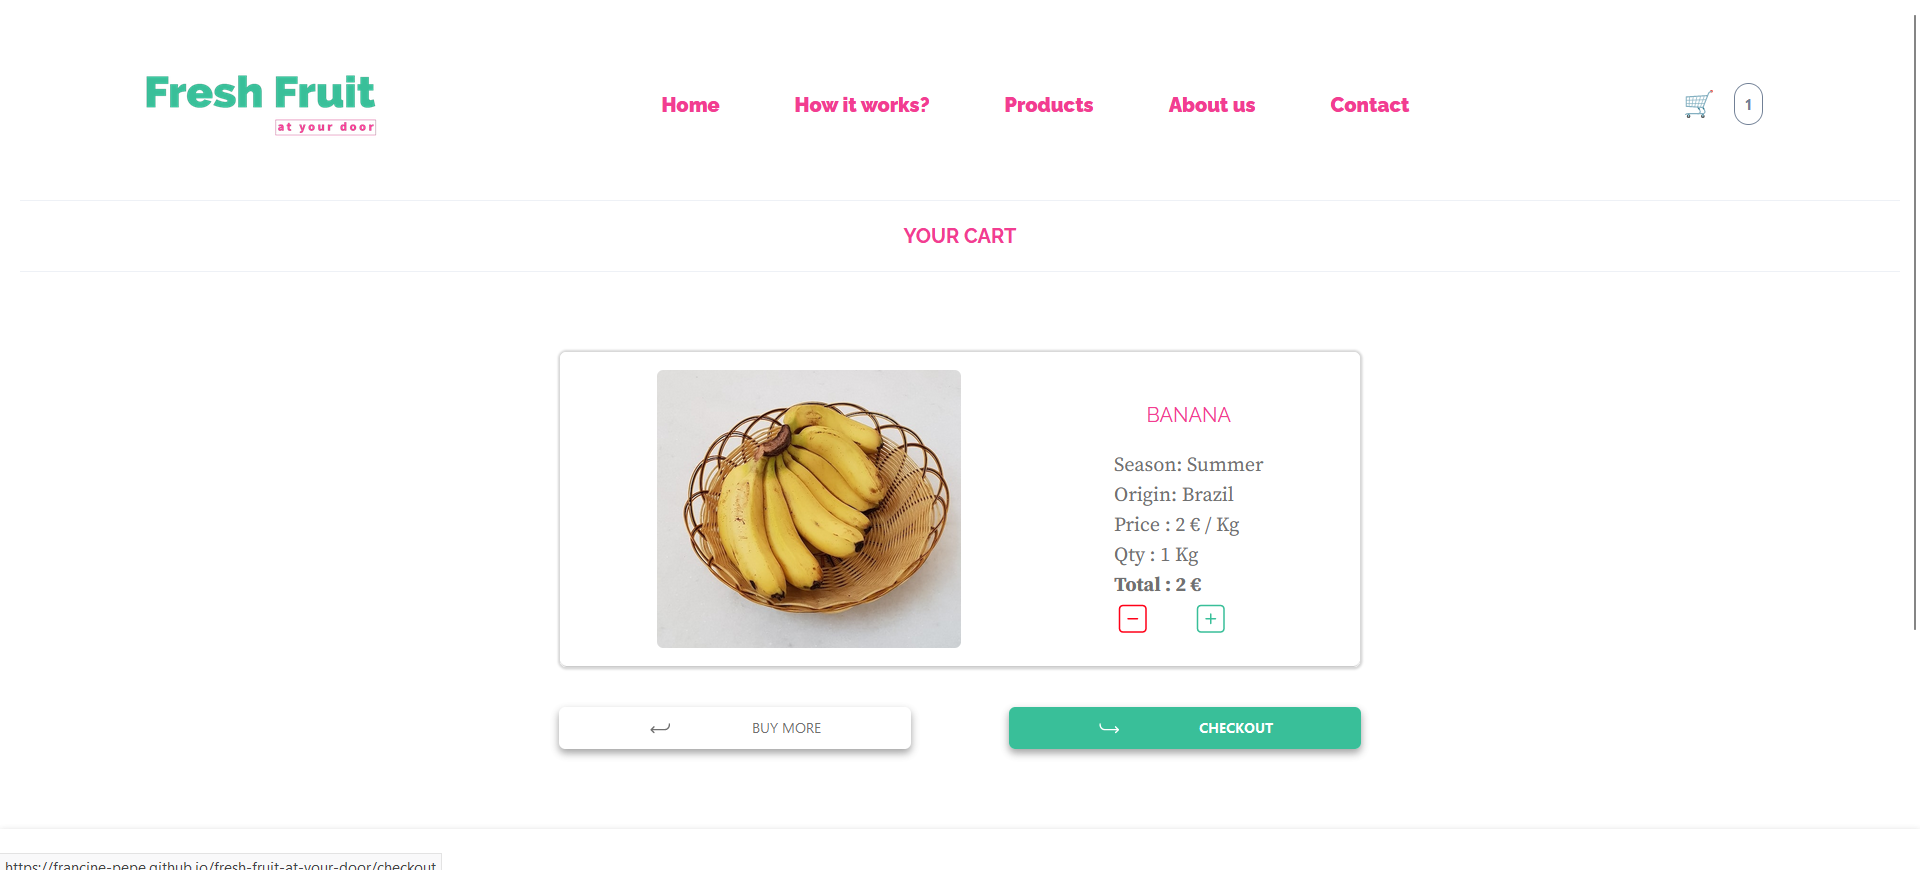 Fresh Fruit
at your door
Home
How it works?
Products
About us
Contact
1
YOUR CART
BANANA
Season: Summer
Origin: Brazil
Price : 2 € / Kg
Qty : 1 Kg
Total : 2 €
BUY MORE
CHECKOUT
https://francine-pepe.github.io/fresh-fruit-at-your-door/checkout